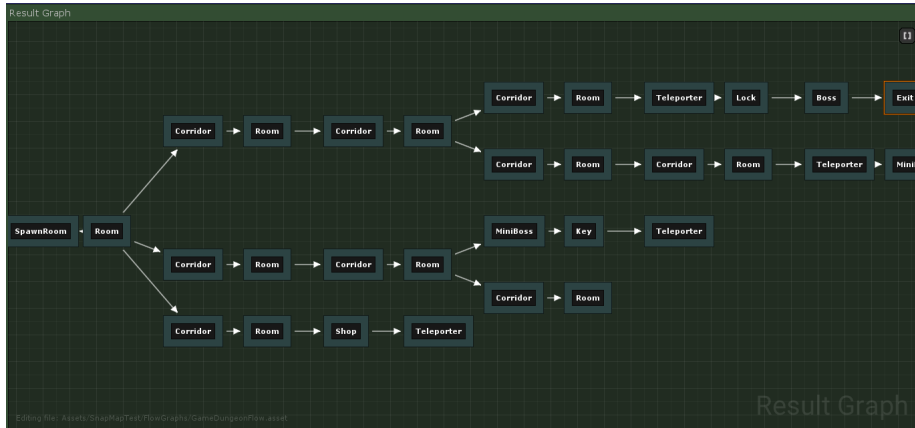 Result Graph
[]
Corridor Room Teleporter Lock Boss Exit
Corridor Room Corridor Room
Corridor Room Corridor Room Teleporter
SpawnRoom Room MiniBoss Key Teleporter
Corridor Room Corridor Room
Corridor Room
Corridor Room Shop Teleporter
Editing file: Assets/SnapMapTest/FlowGraphs/GameDungeonFlow.asset
Result Graph